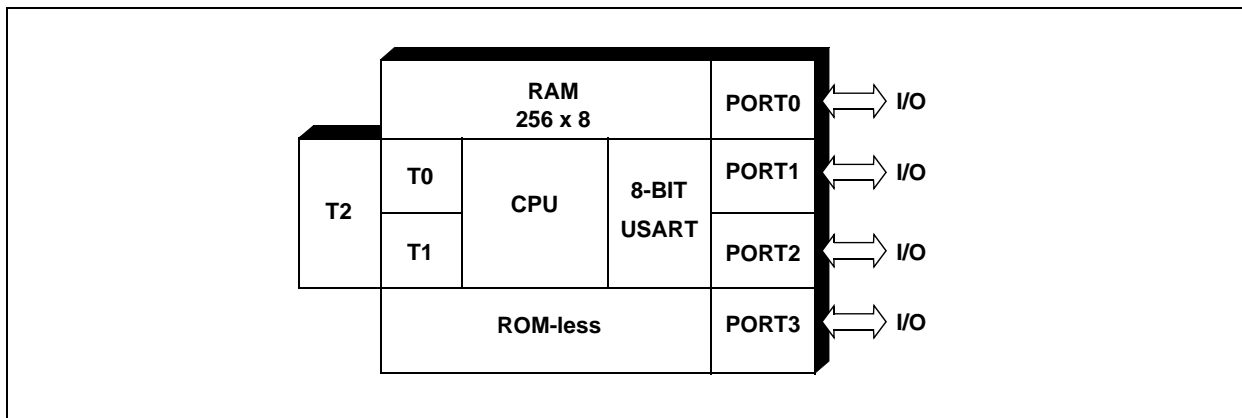 RAM
256 x 8
PORT0
I/O
T2
T0
T1
CPU
8-BIT
USART
PORT1
I/O
PORT2
I/O
ROM-less
PORT3
I/O